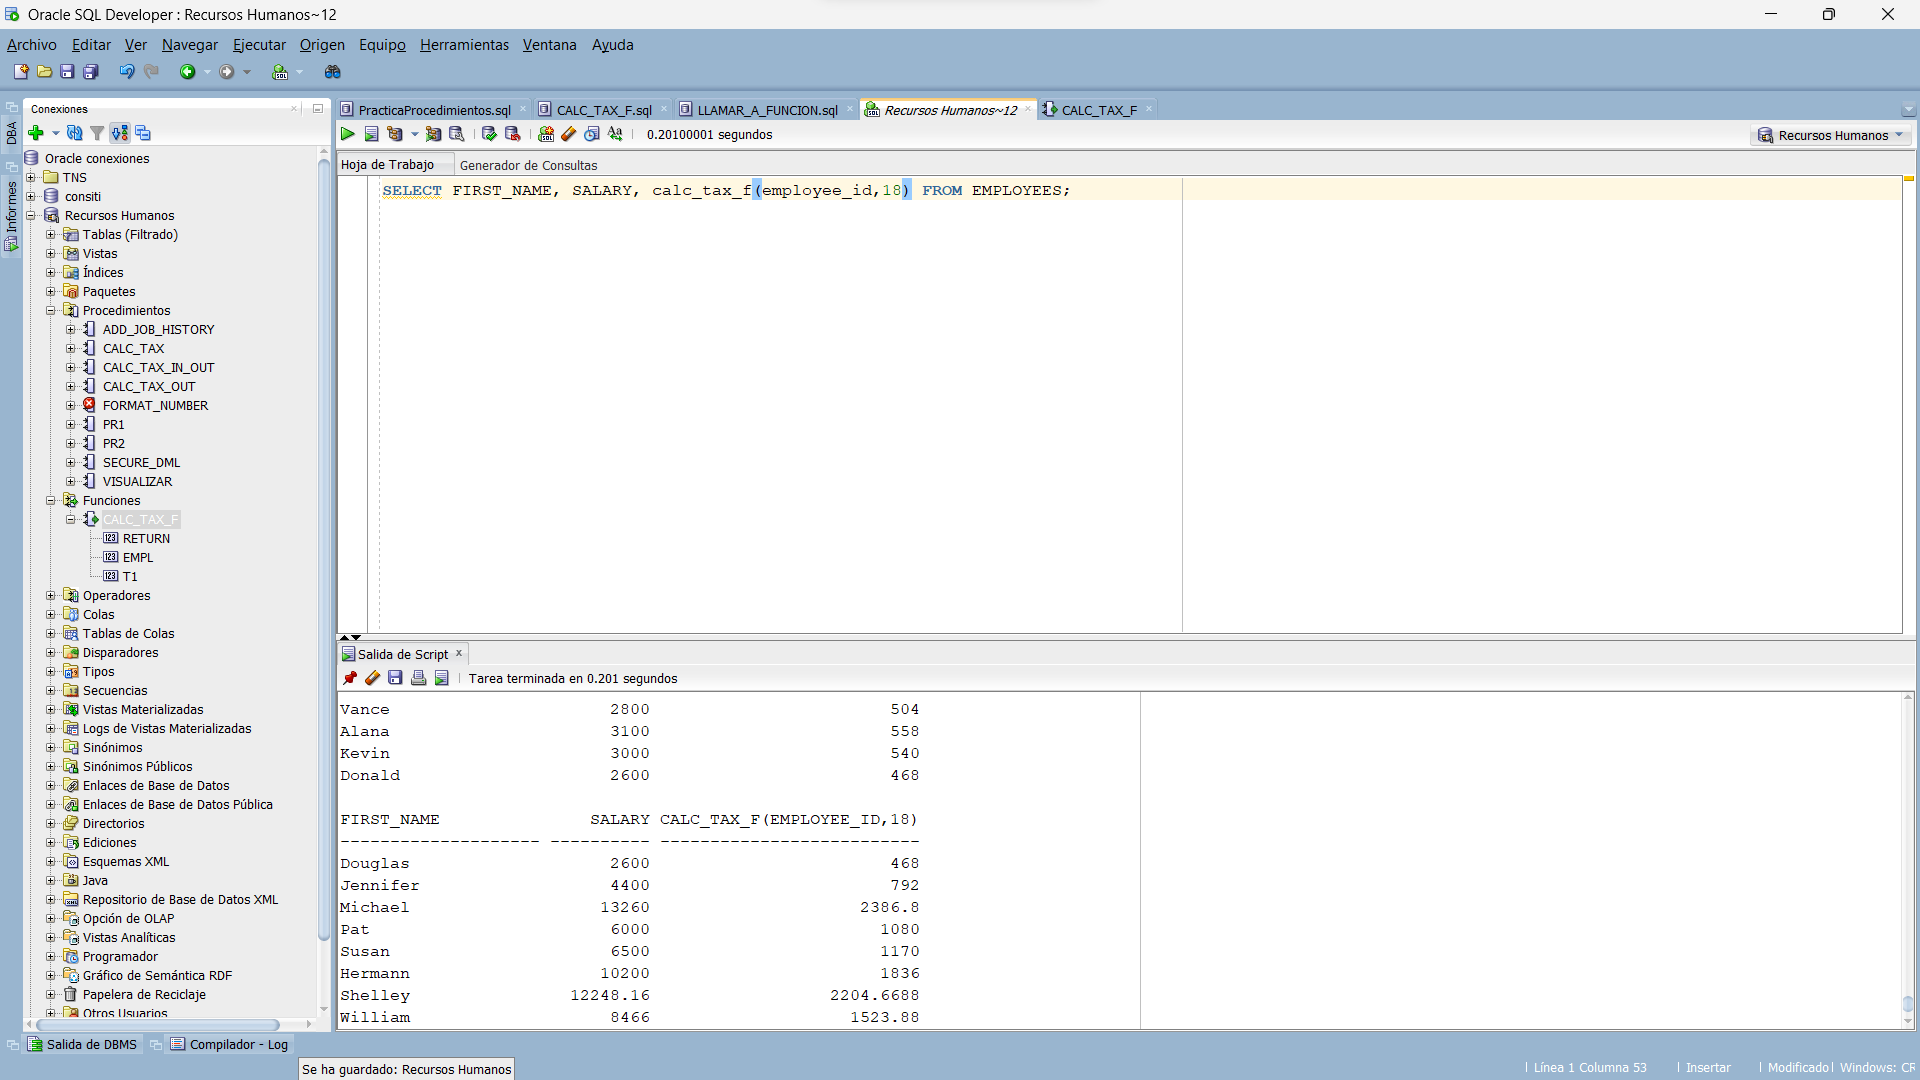 Oracle SQL Developer : Recursos Humanos~12
Archivo Editar Ver Navegar Ejecutar Origen Equipo Herramientas Ventana Ayuda
DBA
Informes
Conexiones
Oracle conexiones
TNS
consiti
Recursos Humanos
Tablas (Filtrado)
Vistas
Índices
Paquetes
Procedimientos
ADD_JOB_HISTORY
CALC_TAX
CALC_TAX_IN_OUT
CALC_TAX_OUT
FORMAT_NUMBER
PR1
PR2
SECURE_DML
VISUALIZAR
Funciones
CALC_TAX_F
RETURN
EMPL
T1
Operadores
Colas
Tablas de Colas
Disparadores
Tipos
Secuencias
Vistas Materializadas
Logs de Vistas Materializadas
Sinónimos
Sinónimos Públicos
Enlaces de Base de Datos
Enlaces de Base de Datos Pública
Directorios
Ediciones
Esquemas XML
Java
Repositorio de Base de Datos XML
Opción de OLAP
Vistas Analíticas
Programador
Gráfico de Semántica RDF
Papelera de Reciclaje
Otros Usuarios
PracticaProcedimientos.sql CALC_TAX_F.sql LLAMAR_A_FUNCION.sql Recursos Humanos~12 CALC_TAX_F
0.20100001 segundos Recursos Humanos
Hoja de Trabajo Generador de Consultas
SELECT FIRST_NAME, SALARY, calc_tax_f(employee_id,18) FROM EMPLOYEES;
Salida de Script
Tarea terminada en 0.201 segundos
Vance 2800 504
Alana 3100 558
Kevin 3000 540
Donald 2600 468
FIRST_NAME SALARY CALC_TAX_F(EMPLOYEE_ID,18)
-------------------- ---------- --------------------------
Douglas 2600 468
Jennifer 4400 792
Michael 13260 2386.8
Pat 6000 1080
Susan 6500 1170
Hermann 10200 1836
Shelley 12248.16 2204.6688
William 8466 1523.88
Salida de DBMS Compilador - Log
Se ha guardado: Recursos Humanos
Línea 1 Columna 53 Insertar Modificado Windows: CR